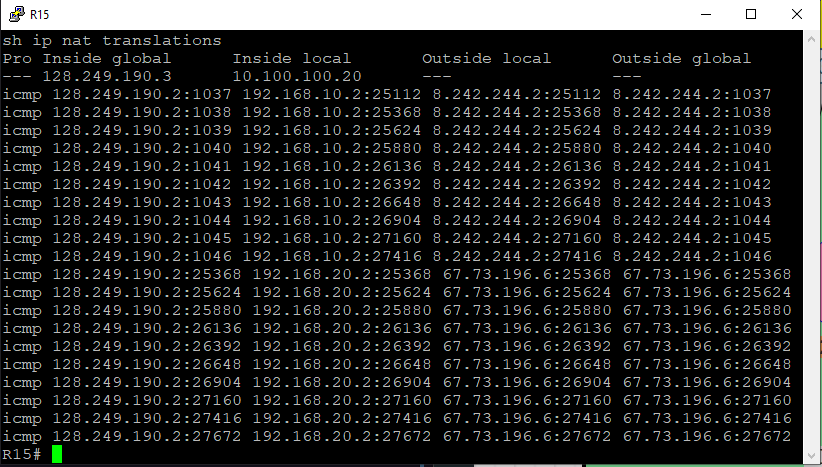 R15
sh ip nat translations
Pro Inside global      Inside local       Outside local      Outside global
--- 128.249.190.3      10.100.100.20      ---                ---
icmp 128.249.190.2:1037 192.168.10.2:25112 8.242.244.2:25112 8.242.244.2:1037
icmp 128.249.190.2:1038 192.168.10.2:25368 8.242.244.2:25368 8.242.244.2:1038
icmp 128.249.190.2:1039 192.168.10.2:25624 8.242.244.2:25624 8.242.244.2:1039
icmp 128.249.190.2:1040 192.168.10.2:25880 8.242.244.2:25880 8.242.244.2:1040
icmp 128.249.190.2:1041 192.168.10.2:26136 8.242.244.2:26136 8.242.244.2:1041
icmp 128.249.190.2:1042 192.168.10.2:26392 8.242.244.2:26392 8.242.244.2:1042
icmp 128.249.190.2:1043 192.168.10.2:26648 8.242.244.2:26648 8.242.244.2:1043
icmp 128.249.190.2:1044 192.168.10.2:26904 8.242.244.2:26904 8.242.244.2:1044
icmp 128.249.190.2:1045 192.168.10.2:27160 8.242.244.2:27160 8.242.244.2:1045
icmp 128.249.190.2:1046 192.168.10.2:27416 8.242.244.2:27416 8.242.244.2:1046
icmp 128.249.190.2:25368 192.168.20.2:25368 67.73.196.6:25368 67.73.196.6:25368
icmp 128.249.190.2:25624 192.168.20.2:25624 67.73.196.6:25624 67.73.196.6:25624
icmp 128.249.190.2:25880 192.168.20.2:25880 67.73.196.6:25880 67.73.196.6:25880
icmp 128.249.190.2:26136 192.168.20.2:26136 67.73.196.6:26136 67.73.196.6:26136
icmp 128.249.190.2:26392 192.168.20.2:26392 67.73.196.6:26392 67.73.196.6:26392
icmp 128.249.190.2:26648 192.168.20.2:26648 67.73.196.6:26648 67.73.196.6:26648
icmp 128.249.190.2:26904 192.168.20.2:26904 67.73.196.6:26904 67.73.196.6:26904
icmp 128.249.190.2:27160 192.168.20.2:27160 67.73.196.6:27160 67.73.196.6:27160
icmp 128.249.190.2:27416 192.168.20.2:27416 67.73.196.6:27416 67.73.196.6:27416
icmp 128.249.190.2:27672 192.168.20.2:27672 67.73.196.6:27672 67.73.196.6:27672
R15#